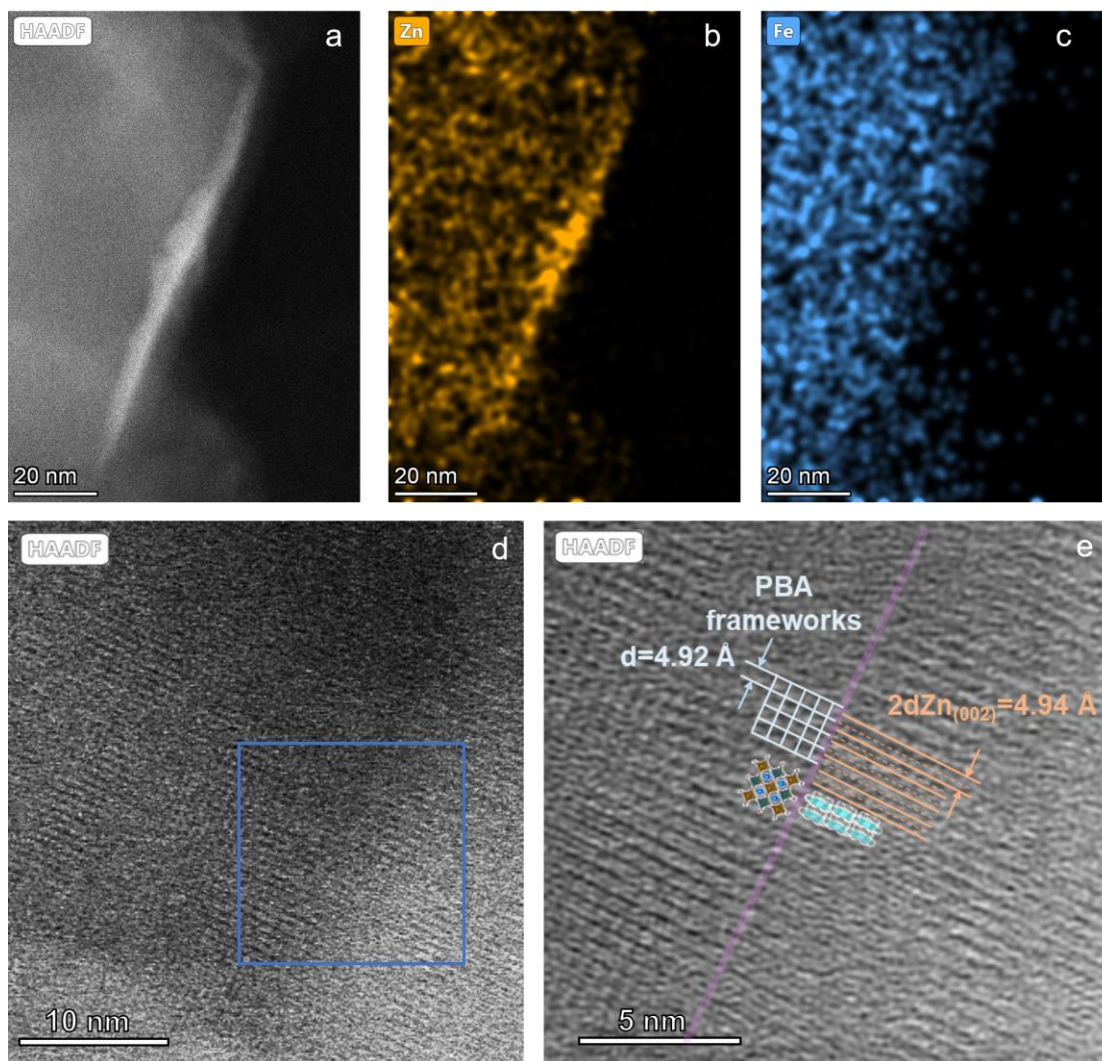 HAADF
a
Zn
b
Fe
c
20 nm
20 nm
20 nm
HAADF
d
HAADF
e
PBA
frameworks
d=4.92 Å
2dZn(002)=4.94 Å
10 nm
5 nm